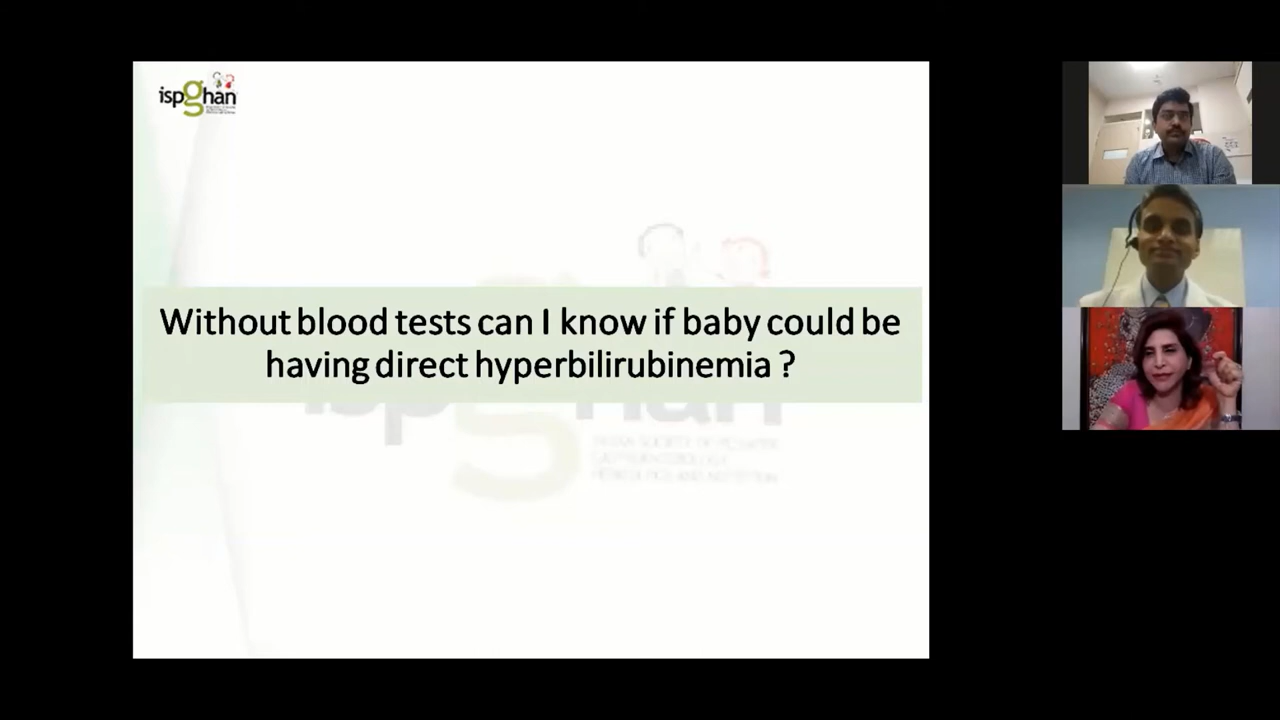 ispghan
Without blood tests can I know if baby could be
having direct hyperbilirubinemia ?